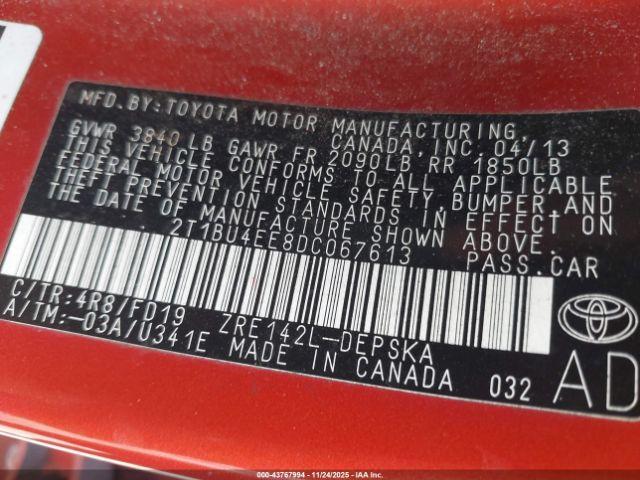 MFD.BY:TOYOTA MOTOR MANUFACTURING,
CANADA, INC. 04/13
GVWR 3840 LB GAWR FR 2090LB RR 1850LB
THIS VEHICLE CONFORMS TO ALL APPLICABLE
FEDERAL MOTOR VEHICLE SAFETY, BUMPER, AND
THEFT PREVENTION STANDARDS IN EFFECT ON
THE DATE OF MANUFACTURE SHOWN ABOVE.
2T1BU4EE8DC067613 PASS.CAR
C/TR:4R8/FD19 ZRE142L-DEPSKA
A/TM:-03A/U341E MADE IN CANADA 032 AD
000-43767994 11/24/2025 - IAAI.COM